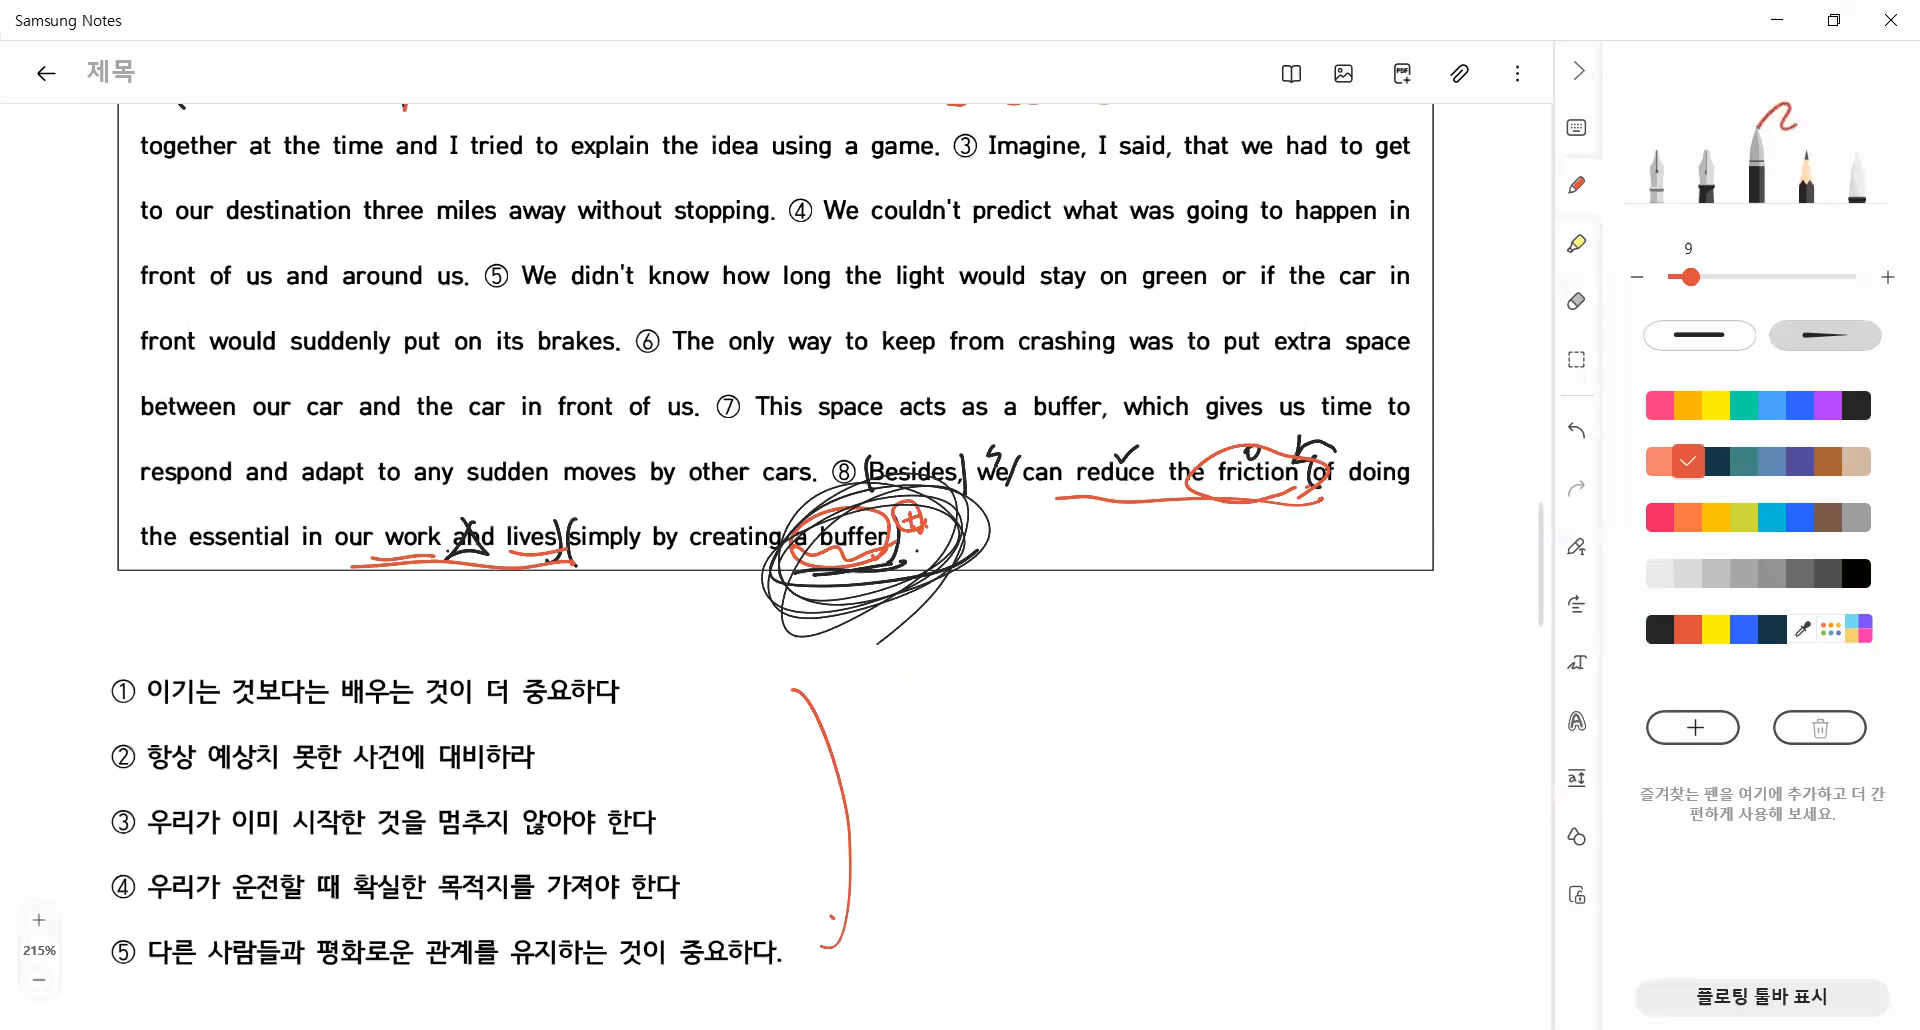 Samsung Notes
제목
together at the time and I tried to explain the idea using a game. ③ Imagine, I said, that we had to get
to our destination three miles away without stopping. ④ We couldn't predict what was going to happen in
front of us and around us. ⑤ We didn't know how long the light would stay on green or if the car in
front would suddenly put on its brakes. ⑥ The only way to keep from crashing was to put extra space
between our car and the car in front of us. ⑦ This space acts as a buffer, which gives us time to
respond and adapt to any sudden moves by other cars. ⑧ Besides, we can reduce the friction of doing
the essential in our work and lives simply by creating a buffer
① 이기는 것보다는 배우는 것이 더 중요하다
② 항상 예상치 못한 사건에 대비하라
③ 우리가 이미 시작한 것을 멈추지 않아야 한다
④ 우리가 운전할 때 확실한 목적지를 가져야 한다
⑤ 다른 사람들과 평화로운 관계를 유지하는 것이 중요하다.
215%
PDF
9
즐겨찾는 펜을 여기에 추가하고 더 간
편하게 사용해 보세요.
플로팅 툴바 표시